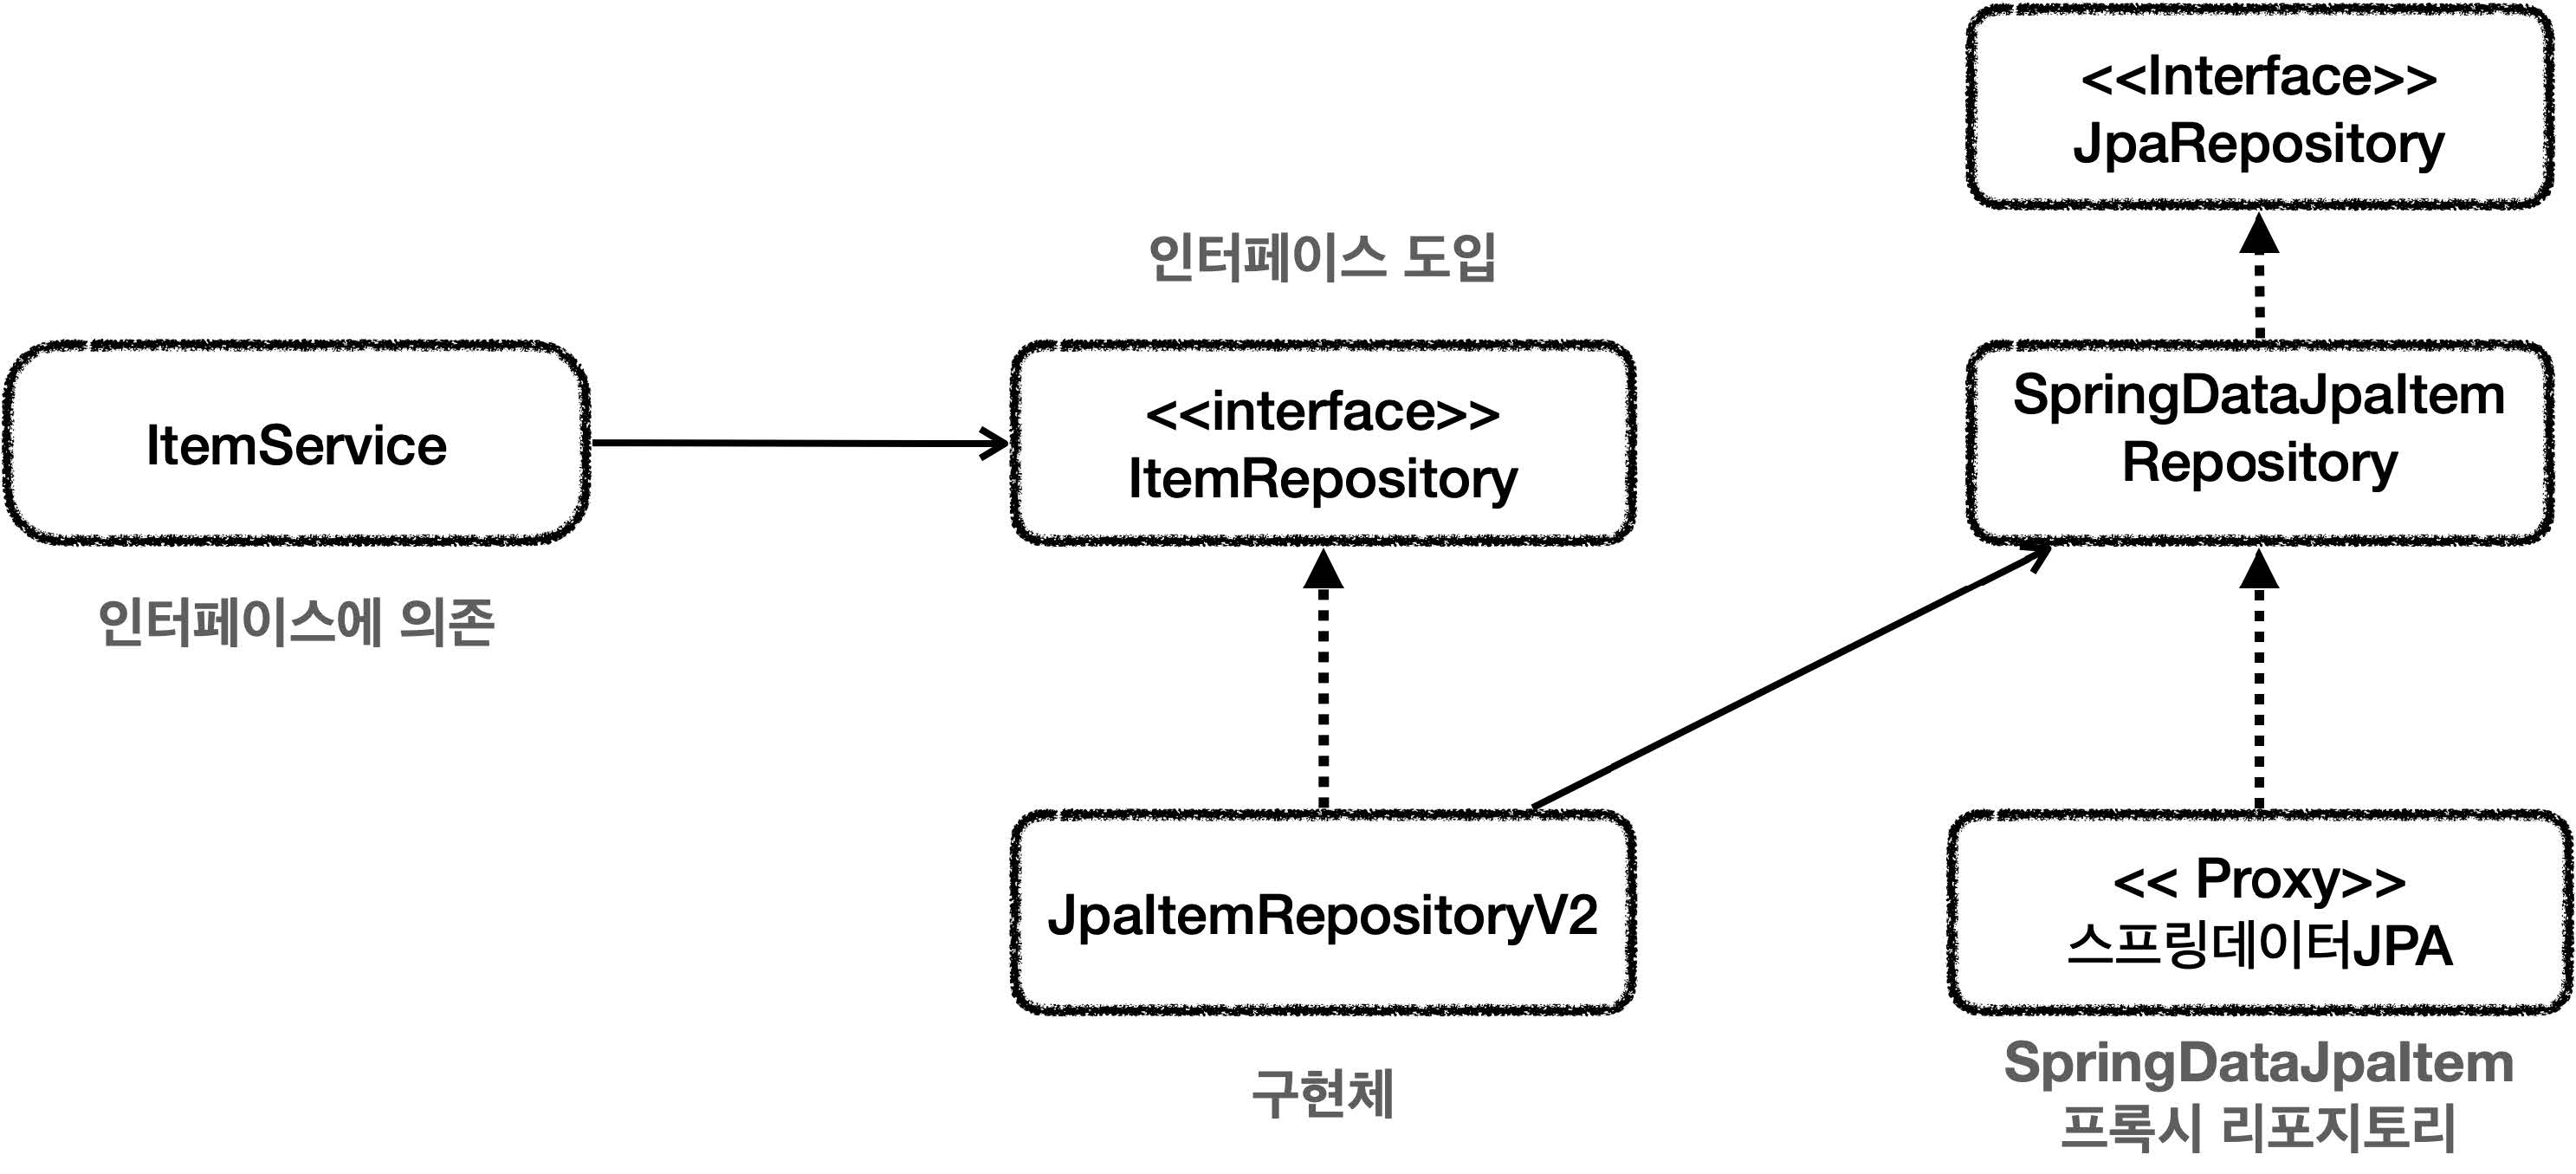 <<Interface>>
JpaRepository
인터페이스 도입
ItemService
<<interface>>
ItemRepository
SpringDataJpaItem
Repository
인터페이스에 의존
JpaItemRepositoryV2
<< Proxy>>
스프링데이터JPA
구현체
SpringDataJpaItem
프록시 리포지토리